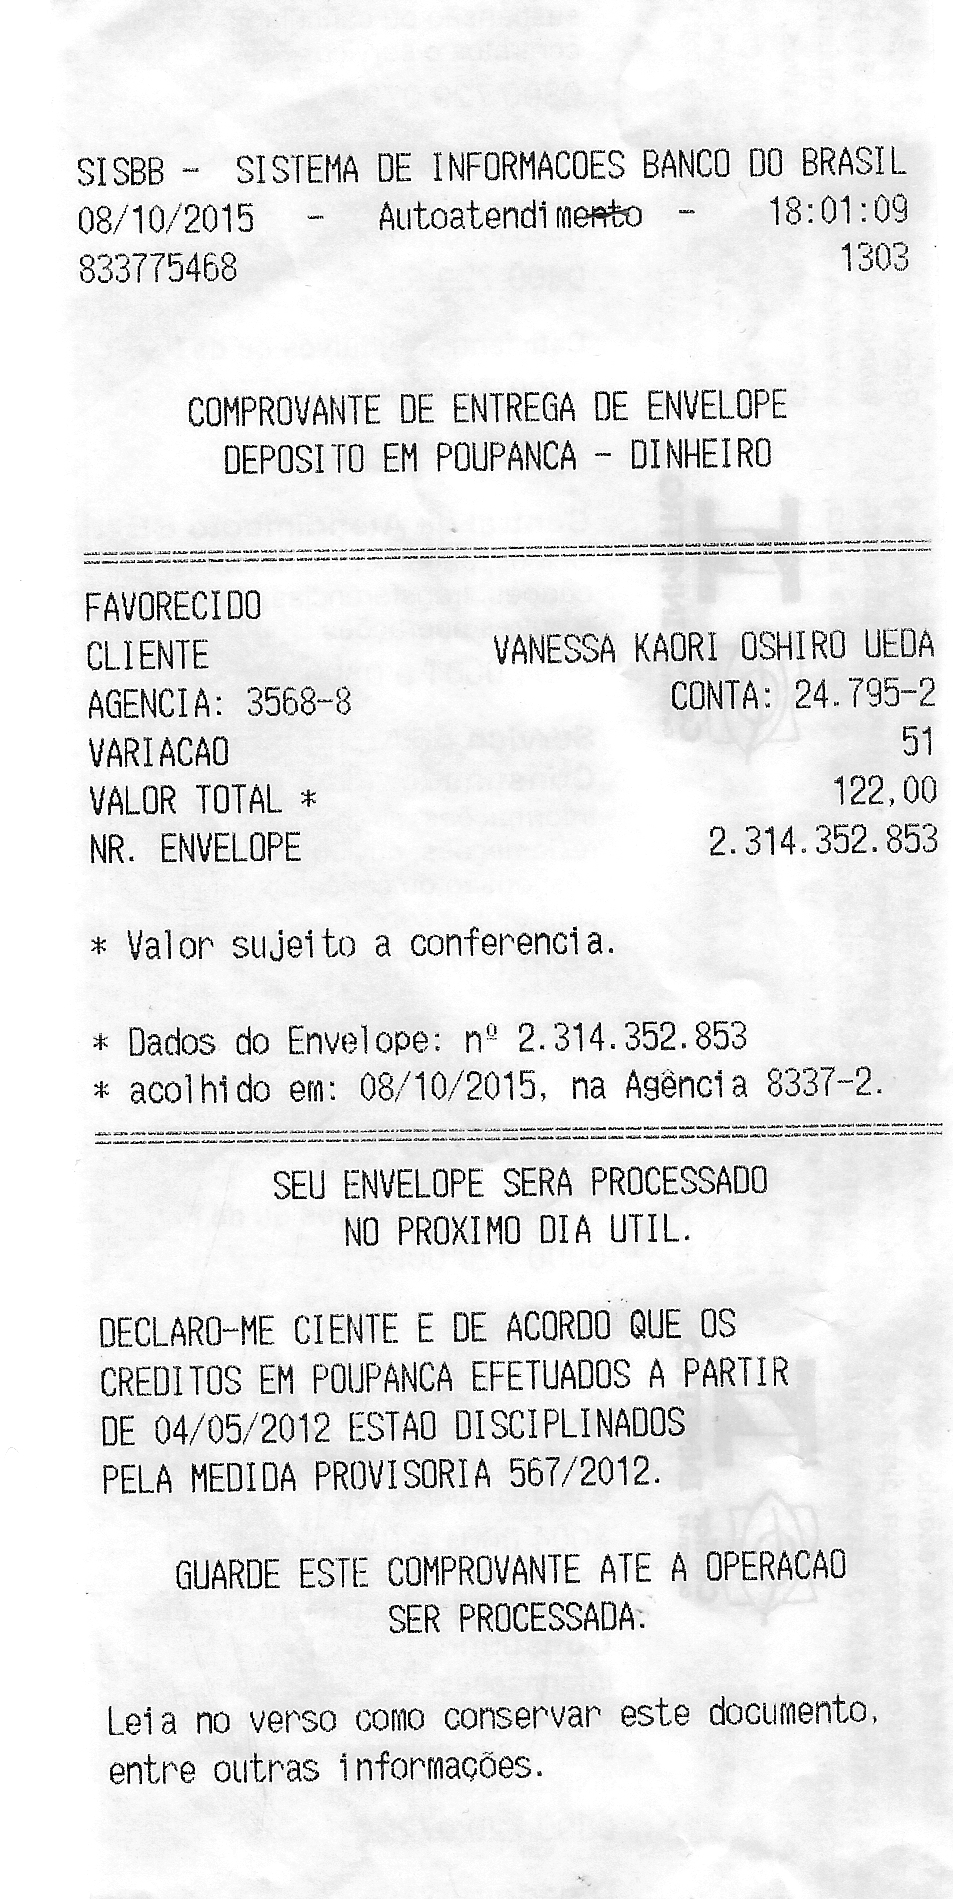 SISBB - SISTEMA DE INFORMACOES BANCO DO BRASIL
08/10/2015 - Autoatendimento - 18:01:09
833775468 1303
COMPROVANTE DE ENTREGA DE ENVELOPE
DEPOSITO EM POUPANCA - DINHEIRO
FAVORECIDO
CLIENTE VANESSA KAORI OSHIRO UEDA
AGENCIA: 3568-8 CONTA: 24.795-2
VARIACAO 51
VALOR TOTAL * 122,00
NR. ENVELOPE 2.314.352.853
* Valor sujeito a conferencia.
* Dados do Envelope: nº 2.314.352.853
* acolhido em: 08/10/2015, na Agência 8337-2.
SEU ENVELOPE SERA PROCESSADO
NO PROXIMO DIA UTIL.
DECLARO-ME CIENTE E DE ACORDO QUE OS
CREDITOS EM POUPANCA EFETUADOS A PARTIR
DE 04/05/2012 ESTAO DISCIPLINADOS
PELA MEDIDA PROVISORIA 567/2012.
GUARDE ESTE COMPROVANTE ATE A OPERACAO
SER PROCESSADA.
Leia no verso como conservar este documento,
entre outras informações.